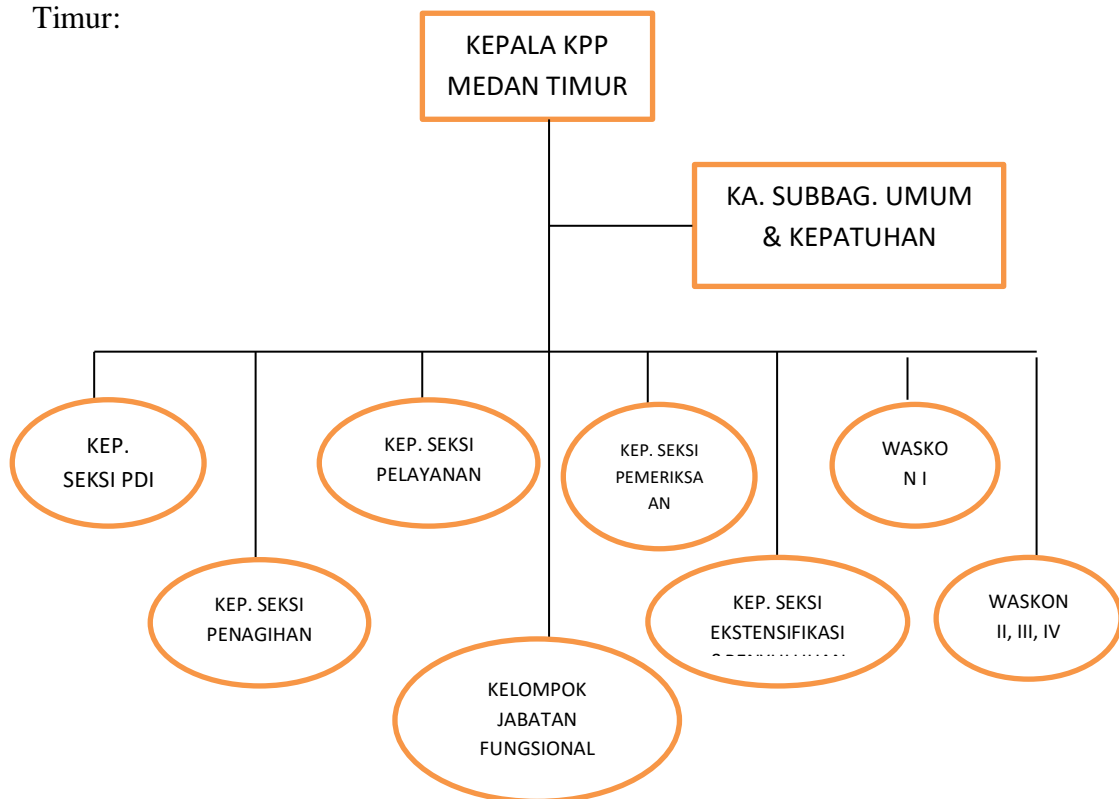 Timur:
KEPALA KPP
MEDAN TIMUR
KA. SUBBAG. UMUM
& KEPATUHAN
KEP.
SEKSI PDI
KEP. SEKSI
PELAYANAN
KEP. SEKSI
PEMERIKSA
AN
WASKO
N I
KEP. SEKSI
PENAGIHAN
KEP. SEKSI
EKSTENSIFIKASI
WASKON
II, III, IV
KELOMPOK
JABATAN
FUNGSIONAL